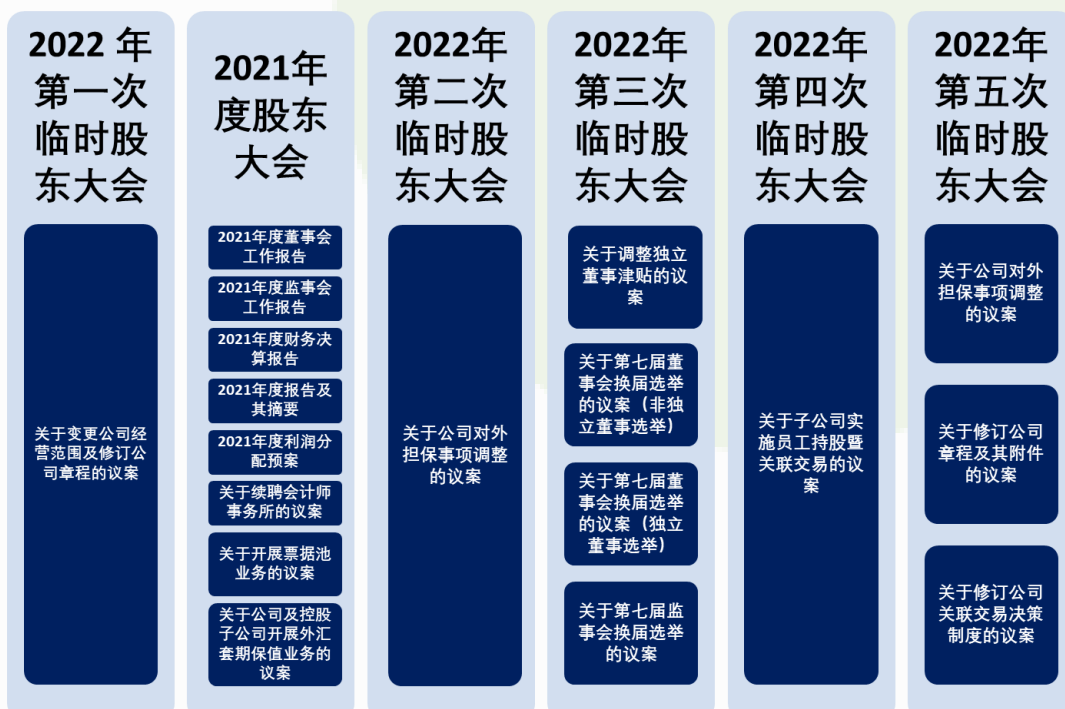 2022 年
第一次
临时股
东大会
关于变更公司经
营范围及修订公
司章程的议案
2021年
度股东
大会
2021年度董事会
工作报告
2021年度监事会
工作报告
2021年度财务决
算报告
2021年度报告及
其摘要
2021年度利润分
配预案
关于续聘会计师
事务所的议案
关于开展票据池
业务的议案
关于公司及控股
子公司开展外汇
套期保值业务的
议案
2022年
第二次
临时股
东大会
关于公司对外
担保事项调整
的议案
2022年
第三次
临时股
东大会
关于调整独立
董事津贴的议
案
关于第七届董
事会换届选举
的议案（非独
立董事选举）
关于第七届董
事会换届选举
的议案（独立
董事选举）
关于第七届监
事会换届选举
的议案
2022年
第四次
临时股
东大会
关于子公司实
施员工持股暨
关联交易的议
案
2022年
第五次
临时股
东大会
关于公司对外
担保事项调整
的议案
关于修订公司
章程及其附件
的议案
关于修订公司
关联交易决策
制度的议案